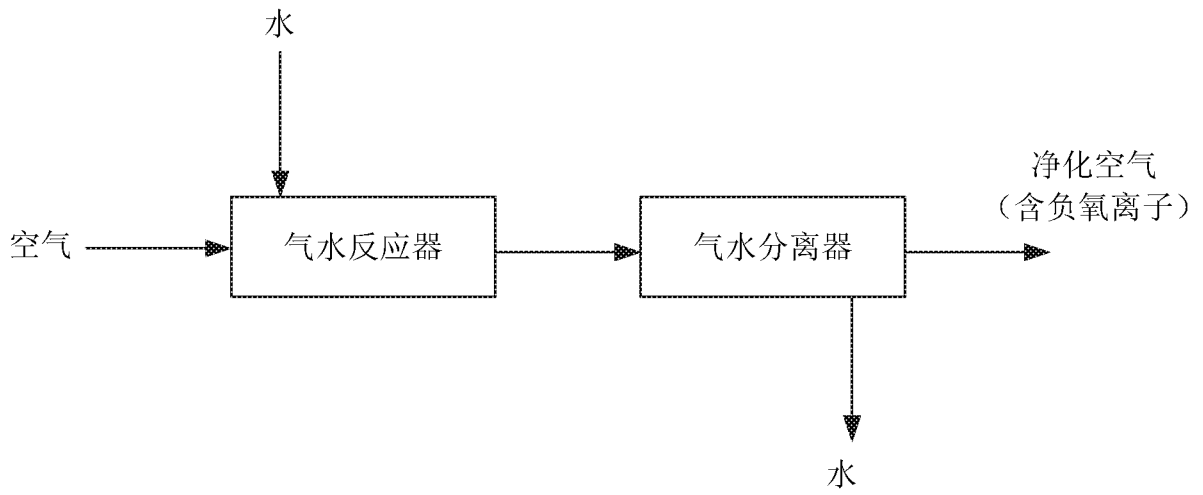 水
净化空气
（含负氧离子）
空气
气水反应器
气水分离器
水